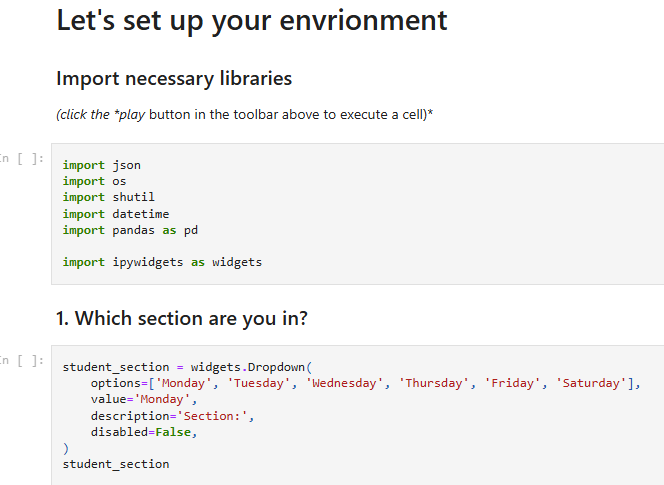 Let's set up your envrionment
Import necessary libraries
(click the *play button in the toolbar above to execute a cell)*
n [ ]:
import json
import os
import shutil
import datetime
import pandas as pd
import ipywidgets as widgets
1. Which section are you in?
n [ ]:
student_section = widgets.Dropdown(
    options=['Monday', 'Tuesday', 'Wednesday', 'Thursday', 'Friday', 'Saturday'],
    value='Monday',
    description='Section:',
    disabled=False,
)
student_section